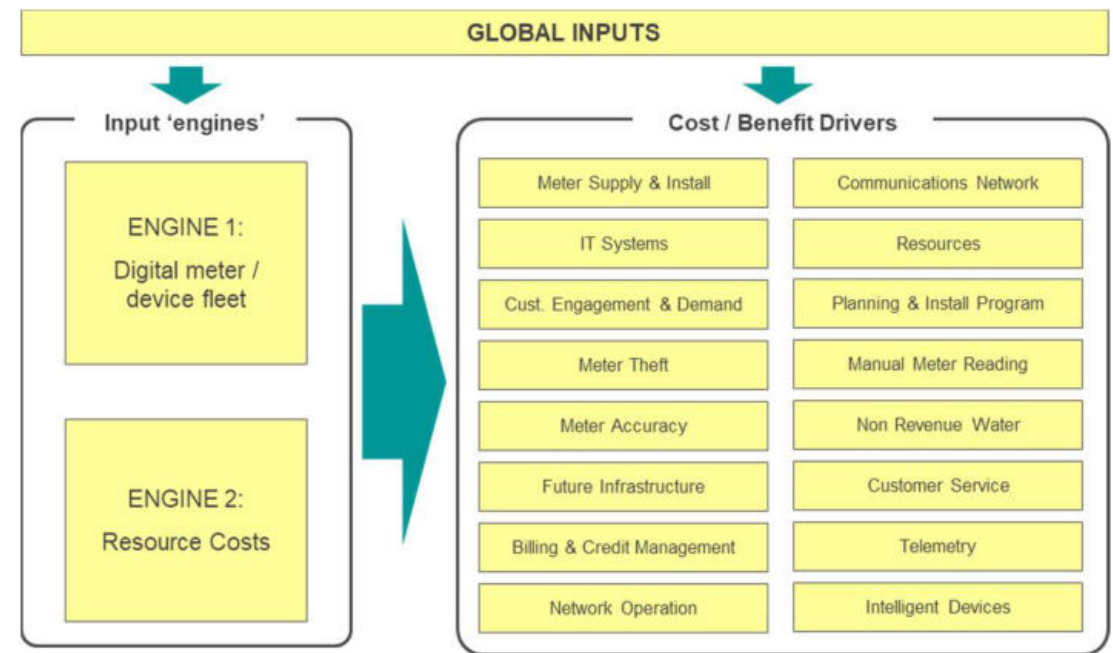 GLOBAL INPUTS
Input ‘engines’
ENGINE 1:
Digital meter /
device fleet
ENGINE 2:
Resource Costs
Cost / Benefit Drivers
Meter Supply & Install
Communications Network
IT Systems
Resources
Cust. Engagement & Demand
Planning & Install Program
Meter Theft
Manual Meter Reading
Meter Accuracy
Non Revenue Water
Future Infrastructure
Customer Service
Billing & Credit Management
Telemetry
Network Operation
Intelligent Devices